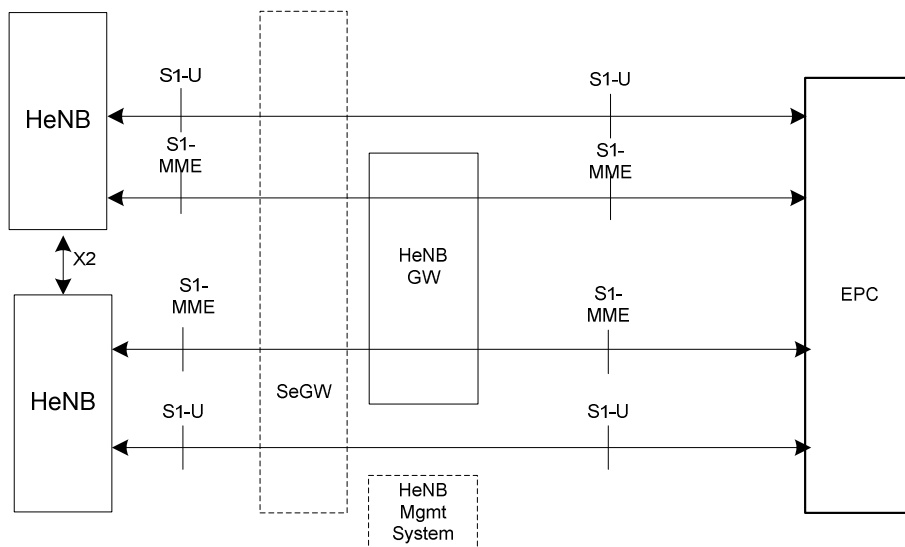 S1-U
S1-U
HeNB
S1-
MME
S1-
MME
HeNB
GW
X2
S1-
MME
S1-
MME
EPC
HeNB
SeGW
S1-U
S1-U
HeNB
Mgmt
System